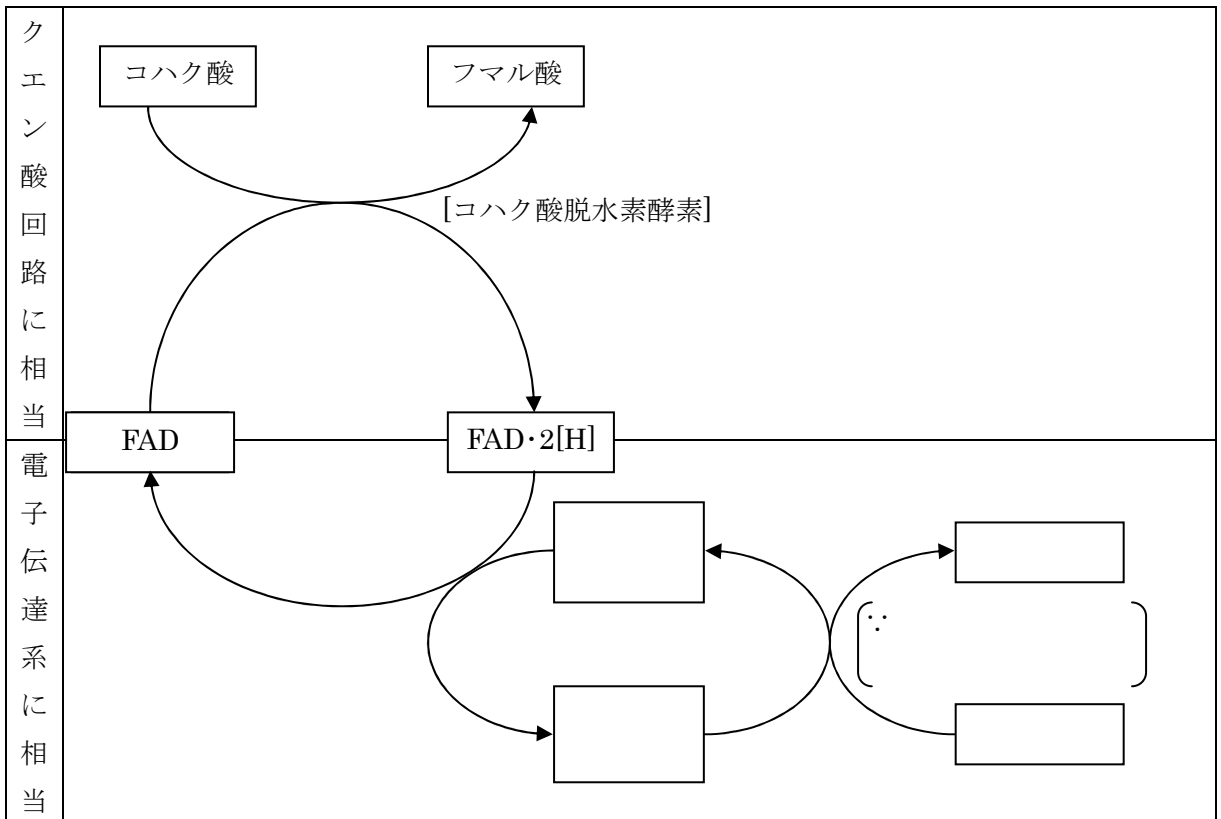 クエン酸回路に相当
コハク酸
フマル酸
[コハク酸脱水素酵素]
FAD
FAD・2[H]
電子伝達系に相当
∵